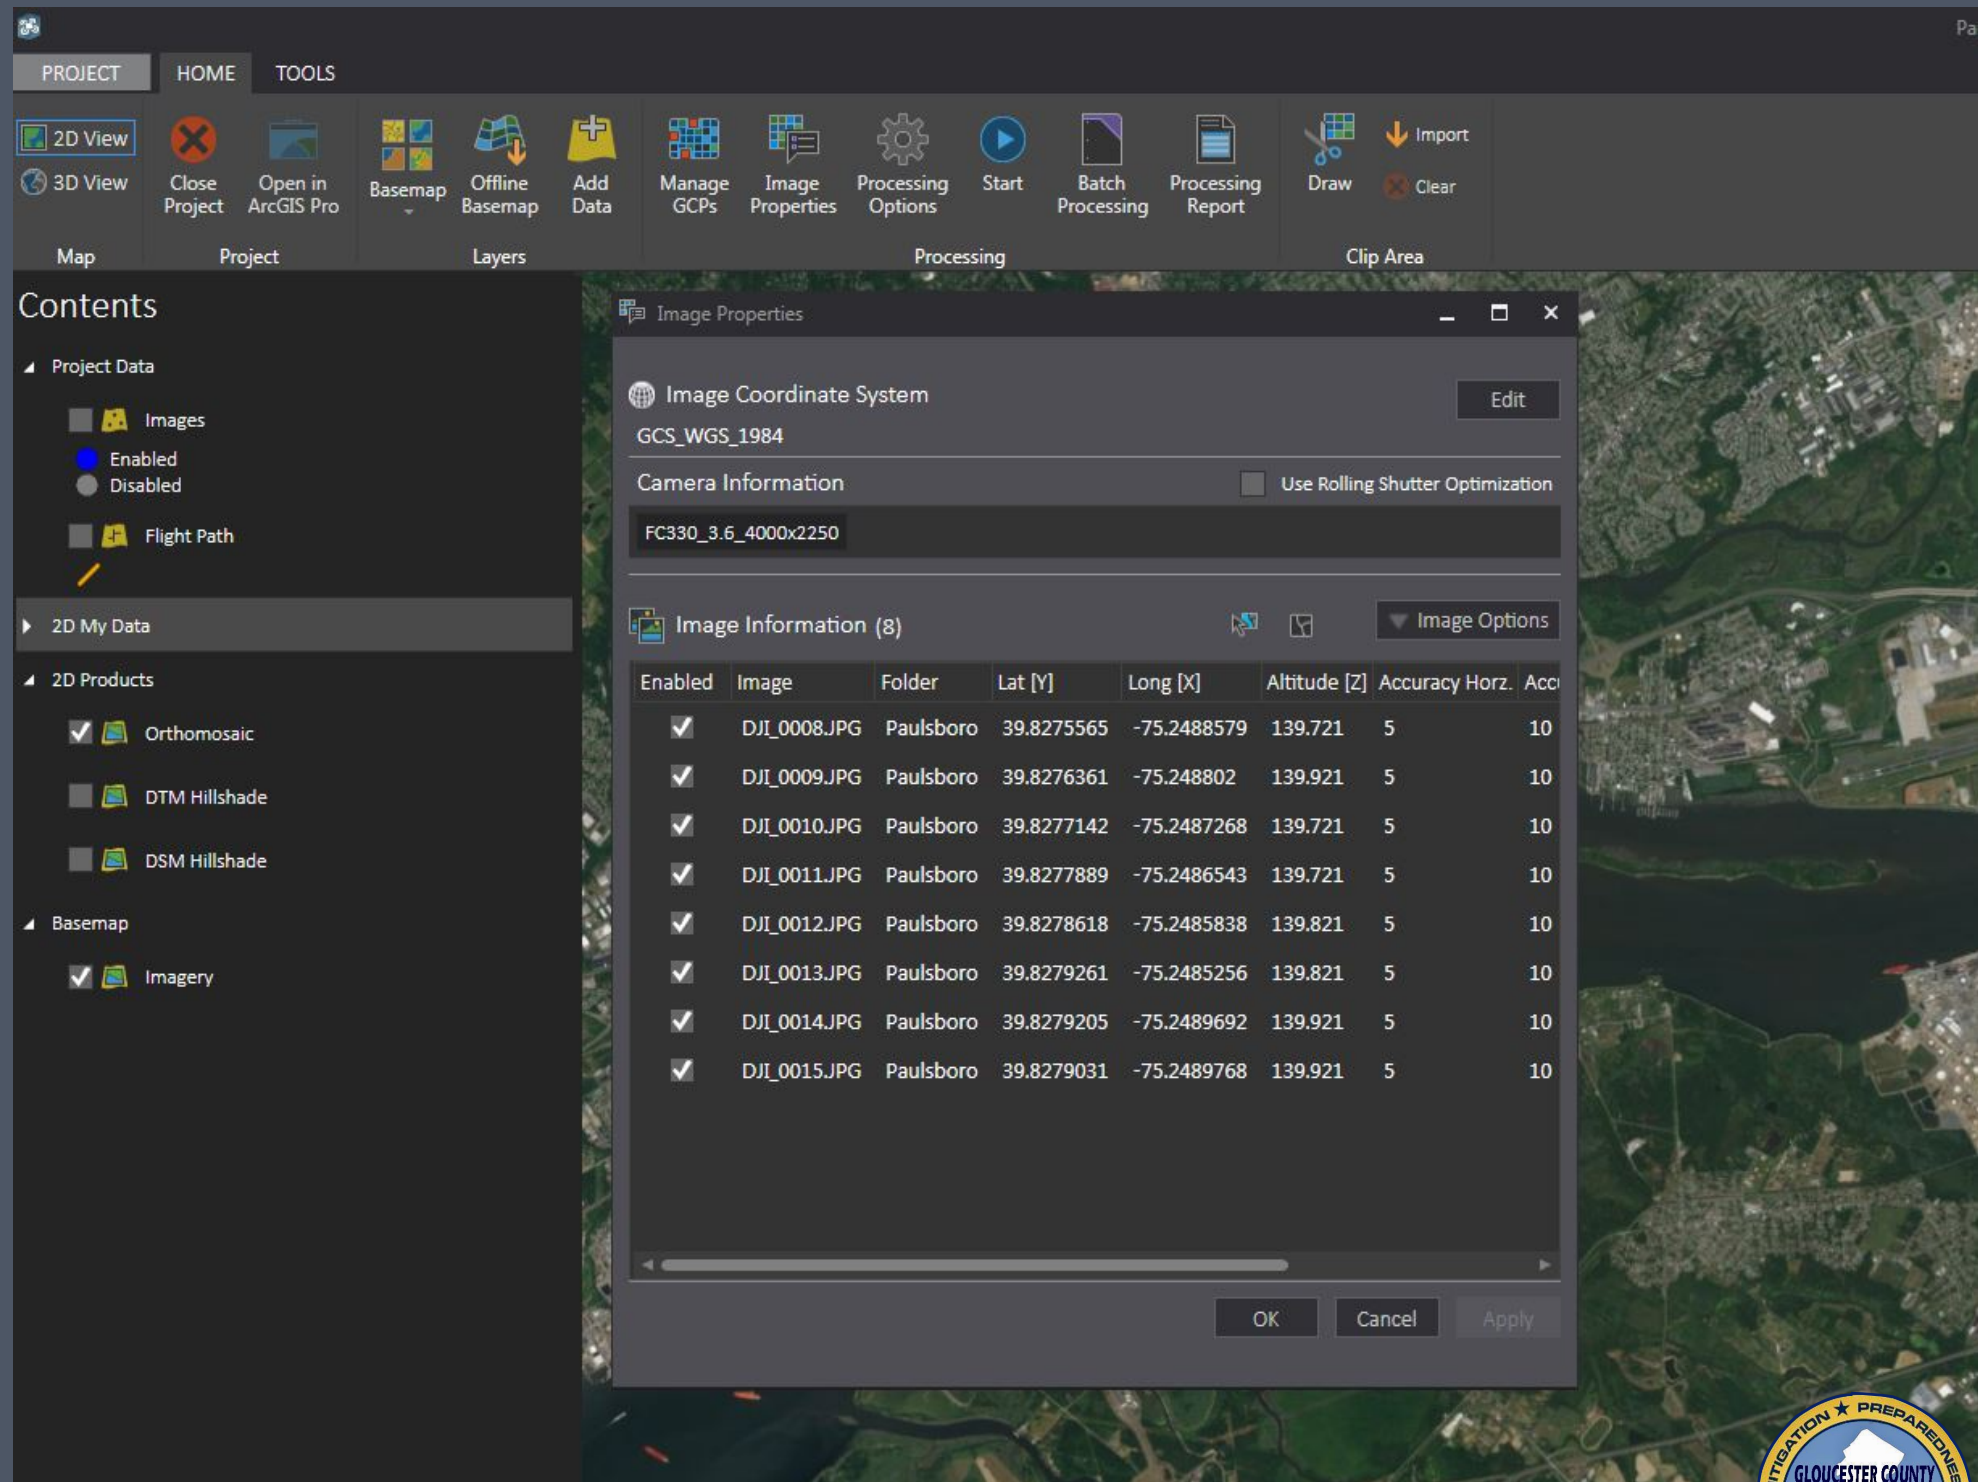 Pa
PROJECT HOME TOOLS
2D View
3D View
Close Project
Open in ArcGIS Pro
Basemap
Offline Basemap
Add Data
Manage GCPs
Image Properties
Processing Options
Start
Batch Processing
Processing Report
Draw
Import
Clear
Map Project Layers Processing Clip Area
Contents
Project Data
Images
Enabled
Disabled
Flight Path
2D My Data
2D Products
Orthomosaic
DTM Hillshade
DSM Hillshade
Basemap
Imagery
Image Properties
Image Coordinate System Edit
GCS_WGS_1984
Camera Information Use Rolling Shutter Optimization
FC330_3.6_4000x2250
Image Information (8) Image Options
Enabled Image Folder Lat [Y] Long [X] Altitude [Z] Accuracy Horz. Acc
DJI_0008.JPG Paulsboro 39.8275565 -75.2488579 139.721 5 10
DJI_0009.JPG Paulsboro 39.8276361 -75.248802 139.921 5 10
DJI_0010.JPG Paulsboro 39.8277142 -75.2487268 139.721 5 10
DJI_0011.JPG Paulsboro 39.8277889 -75.2486543 139.721 5 10
DJI_0012.JPG Paulsboro 39.8278618 -75.2485838 139.821 5 10
DJI_0013.JPG Paulsboro 39.8279261 -75.2485256 139.821 5 10
DJI_0014.JPG Paulsboro 39.8279205 -75.2489692 139.921 5 10
DJI_0015.JPG Paulsboro 39.8279031 -75.2489768 139.921 5 10
OK Cancel Apply
TIGATION ★ PREPAREDNES
GLOUCESTER COUNTY